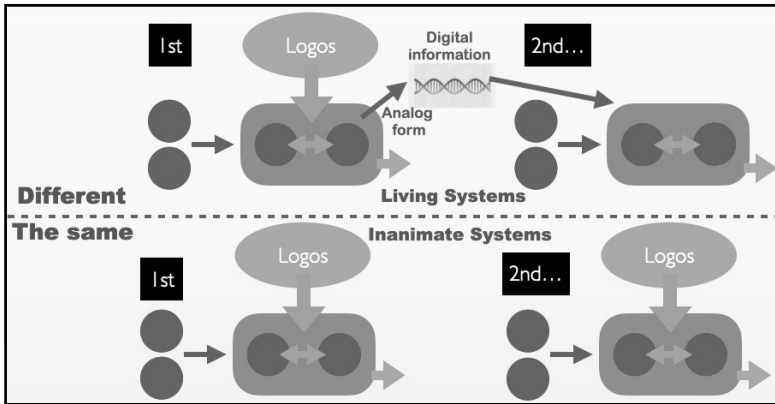 1st
Logos
Digital
information
2nd...
Analog
form
Different
Living Systems
The same
Inanimate Systems
Logos
Logos
1st
2nd...